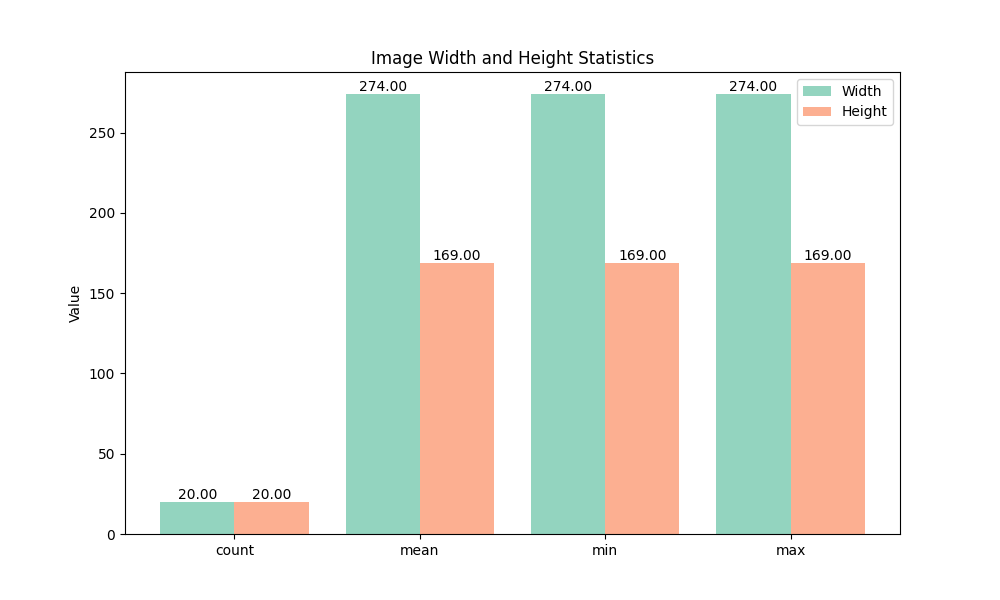 Image Width and Height Statistics
Width
Height
274.00 274.00 274.00
169.00 169.00 169.00
20.00 20.00
Value
250
200
150
100
50
0
count mean min max